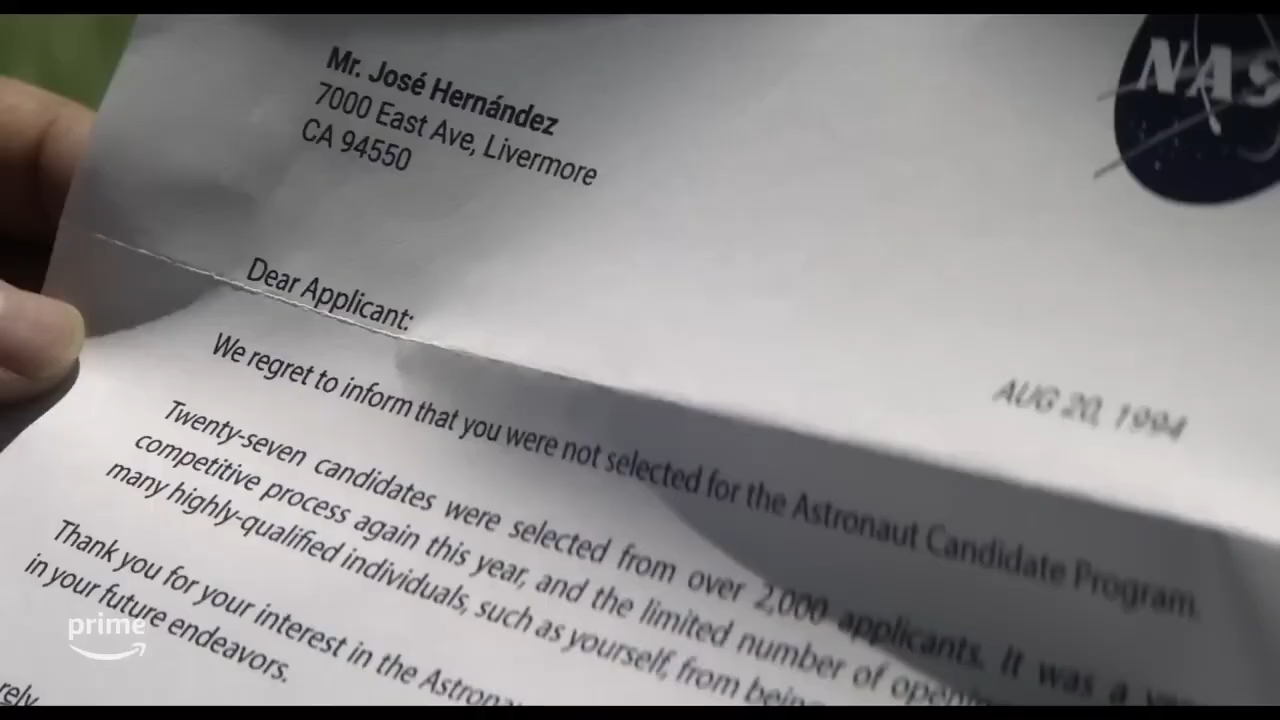 Mr. José Hernández
7000 East Ave, Livermore
CA 94550
NAS
AUG 20, 1994
Dear Applicant:
We regret to inform that you were not selected for the Astronaut Candidate Program.
Twenty-seven candidates were selected from over 2,000 applicants. It was a
competitive process again this year, and the limited number of
many highly-qualified individuals, such as yourself, from
Thank you for your interest in the
in your future endeavors.
prime